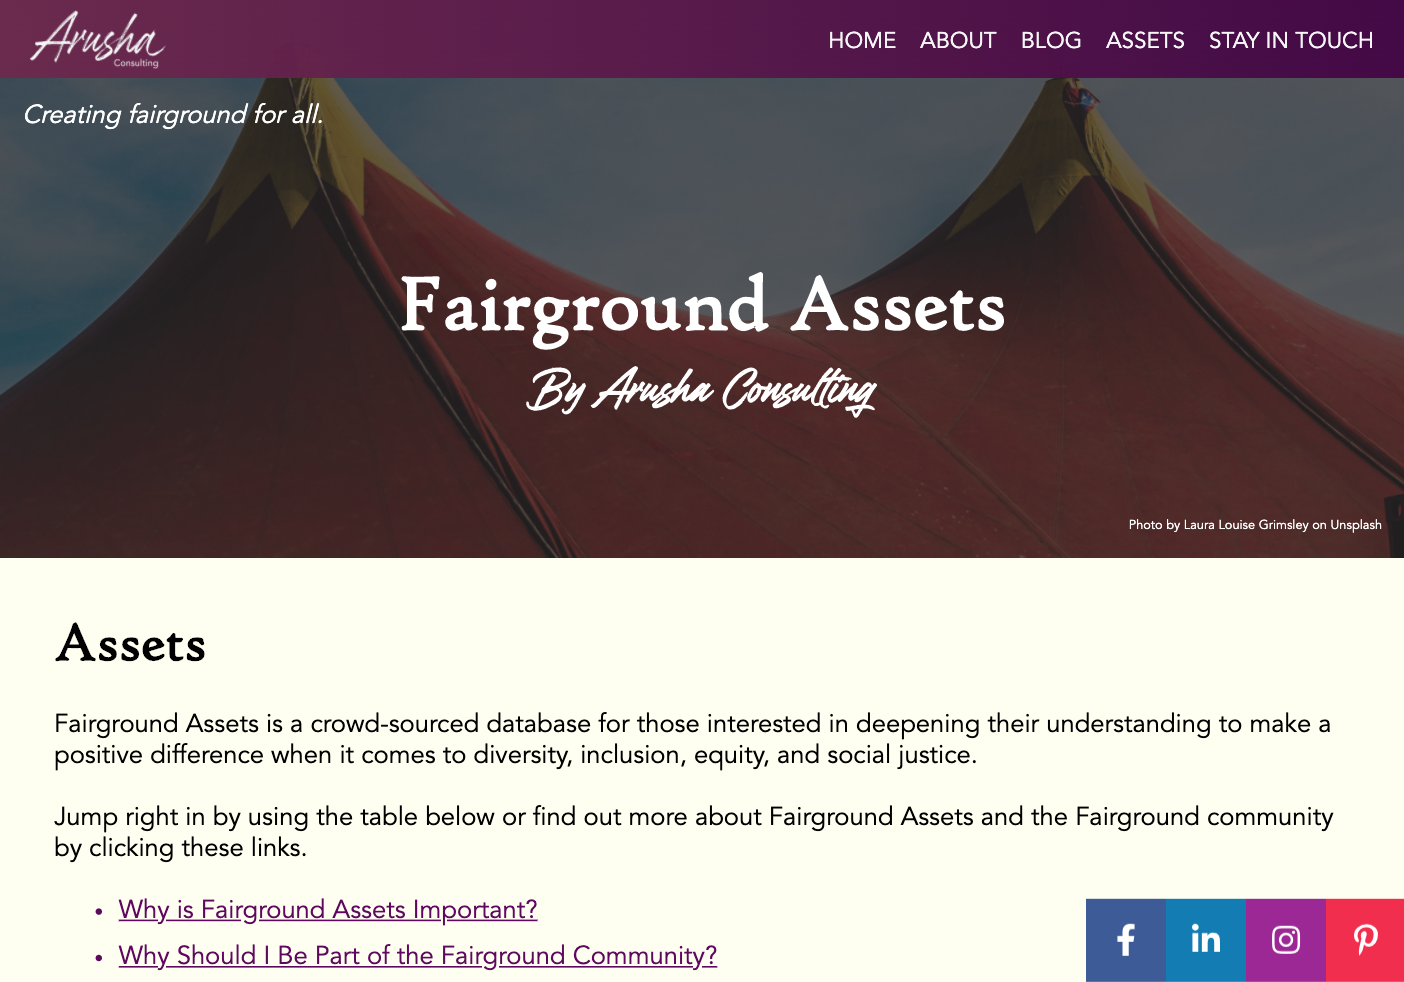 Arusha
Consulting
HOME ABOUT BLOG ASSETS STAY IN TOUCH
Creating fairground for all.
Fairground Assets
By Arusha Consulting
Photo by Laura Louise Grimsley on Unsplash
Assets
Fairground Assets is a crowd-sourced database for those interested in deepening their understanding to make a
positive difference when it comes to diversity, inclusion, equity, and social justice.
Jump right in by using the table below or find out more about Fairground Assets and the Fairground community
by clicking these links.
• Why is Fairground Assets Important?
• Why Should I Be Part of the Fairground Community?